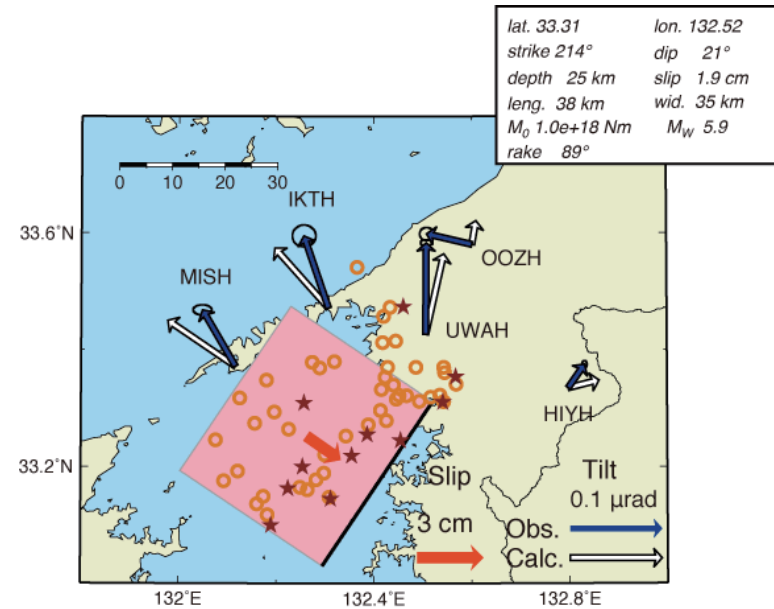 lat. 33.31 lon. 132.52
strike 214° dip 21°
depth 25 km slip 1.9 cm
leng. 38 km wid. 35 km
M0 1.0e+18 Nm MW 5.9
rake 89°
0 10 20 30
IKTH
33.6˚N
OOZH
MISH
UWAH
HIYH
33.2˚N
Slip
Tilt
0.1 μrad
3 cm
Obs.
Calc.
132˚E 132.4˚E 132.8˚E